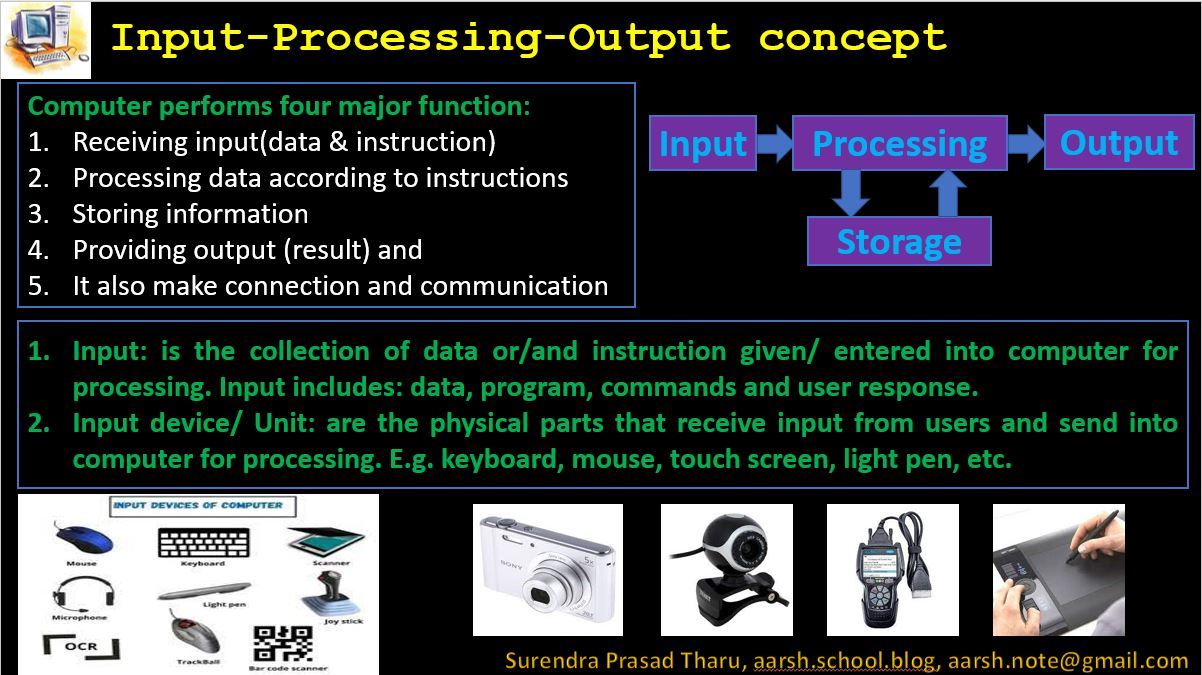 Input-Processing-Output concept
Computer performs four major function:
1. Receiving input(data & instruction)
2. Processing data according to instructions
3. Storing information
4. Providing output (result) and
5. It also make connection and communication
Input
Processing
Output
Storage
1. Input: is the collection of data or/and instruction given/ entered into computer for
processing. Input includes: data, program, commands and user response.
2. Input device/ Unit: are the physical parts that receive input from users and send into
computer for processing. E.g. keyboard, mouse, touch screen, light pen, etc.
INPUT DEVICES OF COMPUTER
Mouse
Keyboard
Scanner
Microphone
Light pen
Joy stick
OCR
TrackBall
Bar code scanner
SONY
5x
Surendra Prasad Tharu, aarsh.school.blog, aarsh.note@gmail.com